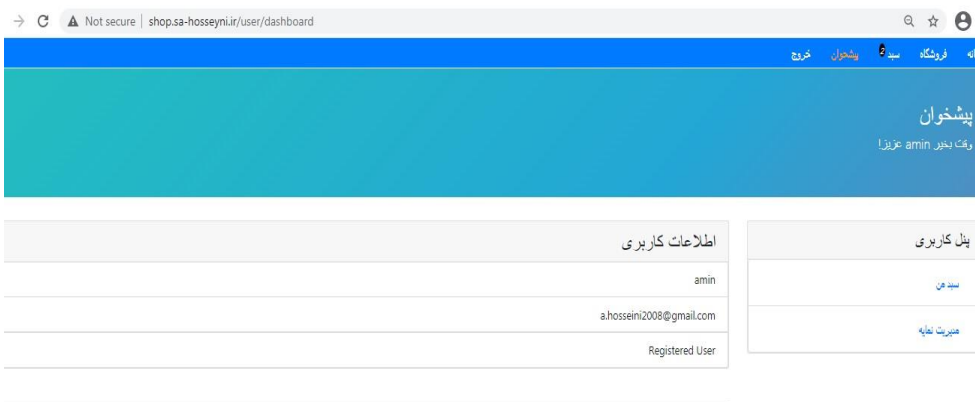 Not secure | shop.sa-hosseyni.ir/user/dashboard
فروشگاه سبد 2 پیشخوان خروج
پیشخوان
وقت بخیر amin عزیز!
پنل کاربری
سبد من
مدیریت نمایه
اطلاعات کاربری
amin
a.hosseini2008@gmail.com
Registered User